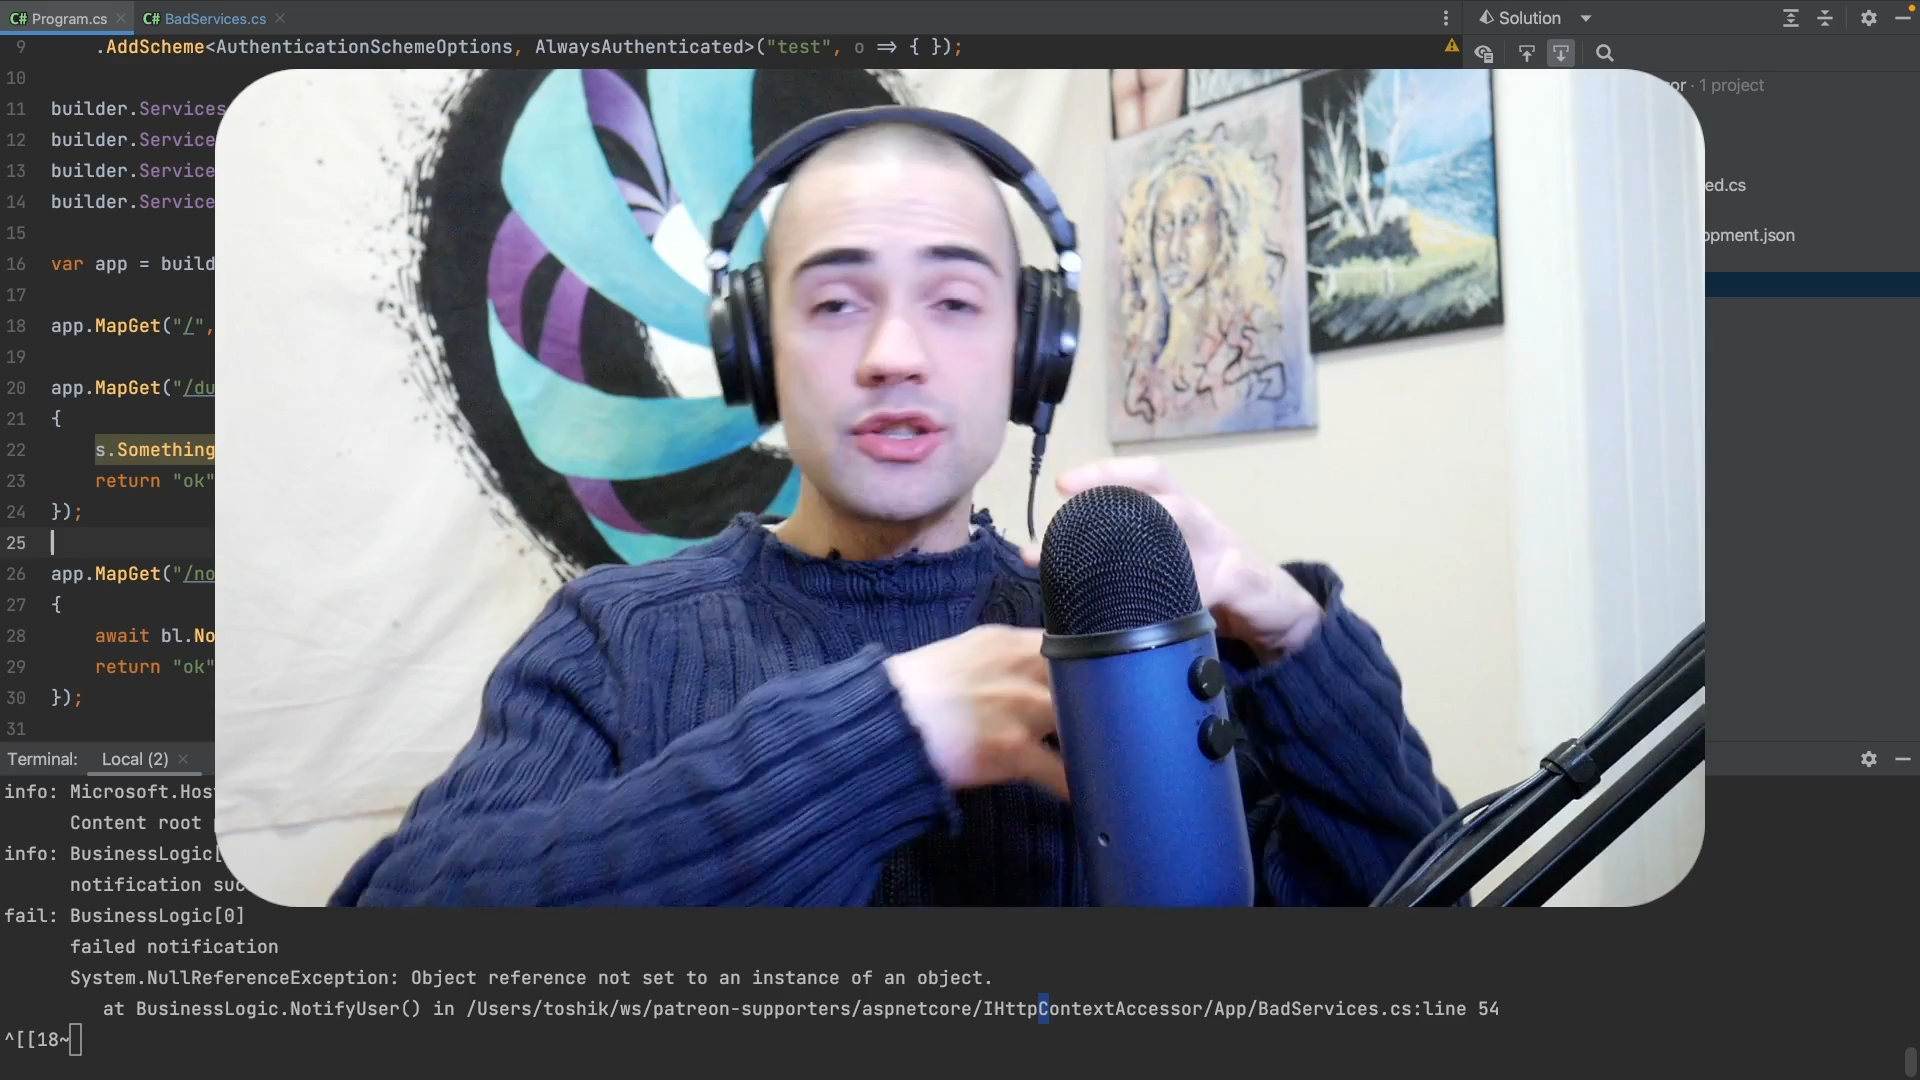 C# Program.cs
C# BadServices.cs
Solution
9 .AddScheme<AuthenticationSchemeOptions, AlwaysAuthenticated>("test", o => { });
10
1 project
11 builder.Services
12 builder.Service
13 builder.Service
ed.cs
14 builder.Service
15
opment.json
16 var app = build
17
18 app.MapGet("/",
19
20 app.MapGet("/du
21 {
22 s.Something
23 return "ok"
24 });
25
26 app.MapGet("/no
27 {
28 await bl.No
29 return "ok"
30 });
31
Terminal: Local (2)
info: Microsoft.Hos
Content root
info: BusinessLogic[
notification suc
fail: BusinessLogic[0]
failed notification
System.NullReferenceException: Object reference not set to an instance of an object.
at BusinessLogic.NotifyUser() in /Users/toshik/ws/patreon-supporters/aspnetcore/IHttpContextAccessor/App/BadServices.cs:line 54
^[[18~